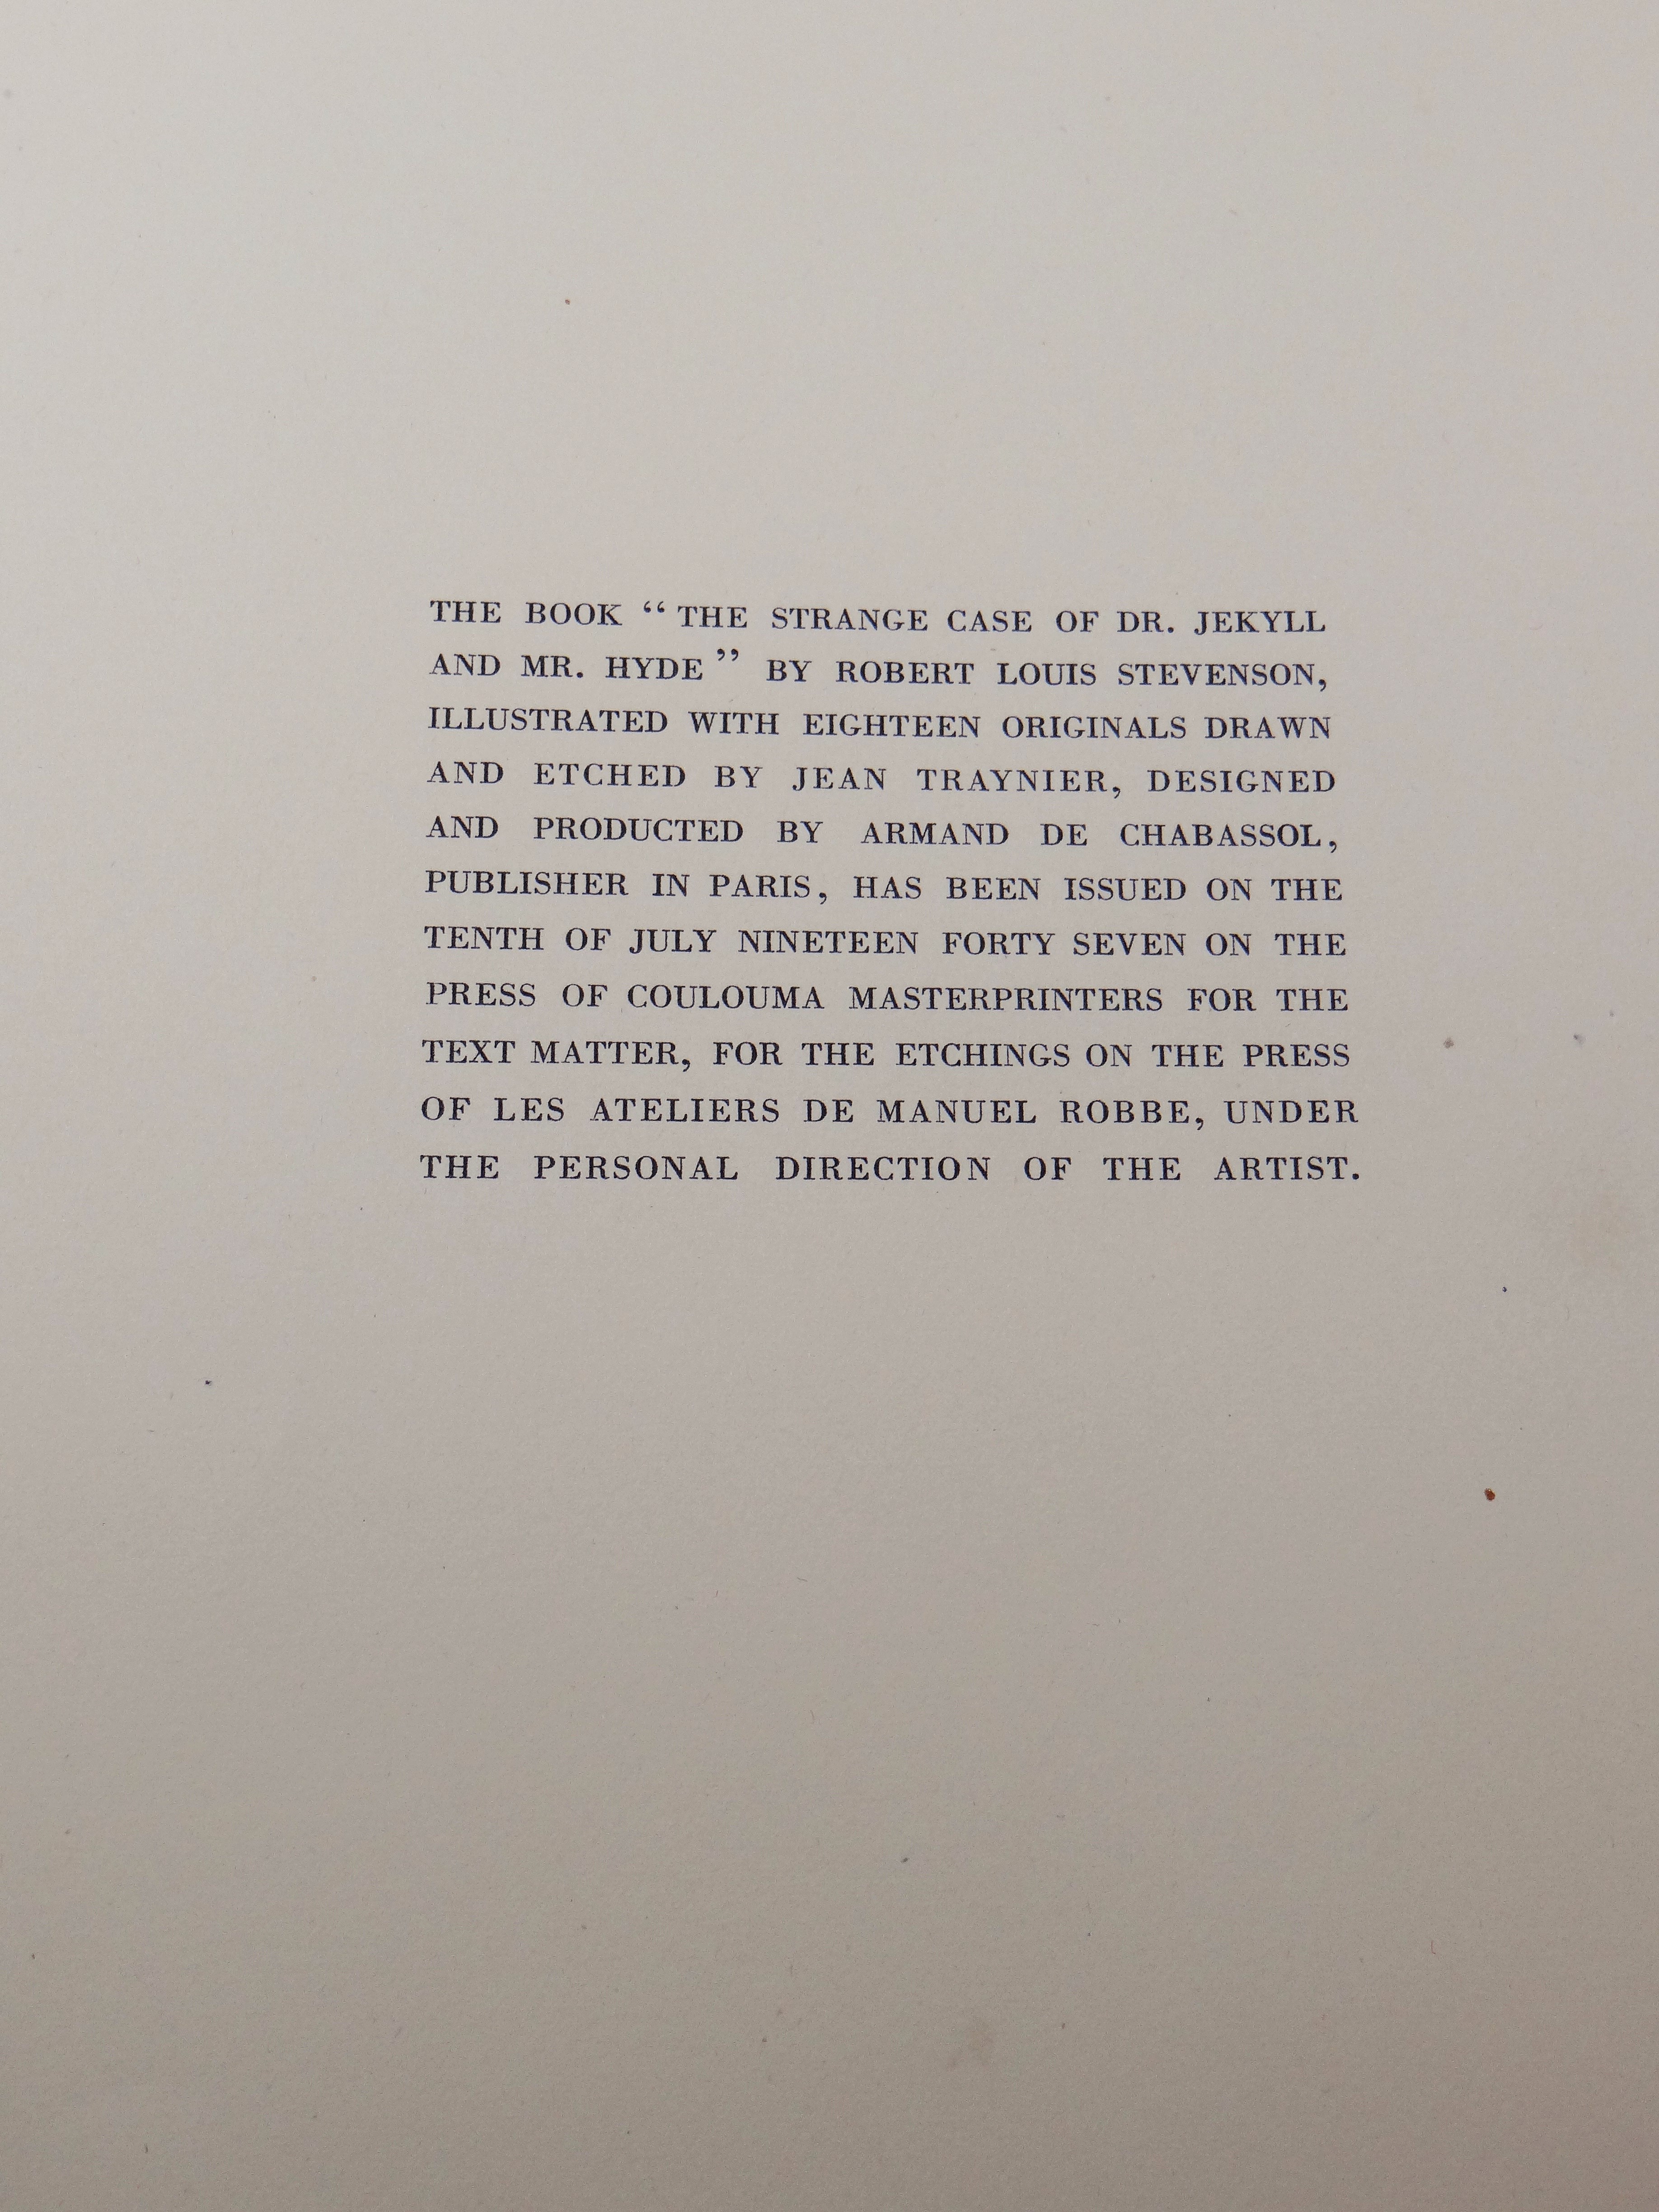 THE BOOK “ THE STRANGE CASE OF DR. JEKYLL
AND MR. HYDE ” BY ROBERT LOUIS STEVENSON,
ILLUSTRATED WITH EIGHTEEN ORIGINALS DRAWN
AND ETCHED BY JEAN TRAYNIER, DESIGNED
AND PRODUCTED BY ARMAND DE CHABASSOL,
PUBLISHER IN PARIS, HAS BEEN ISSUED ON THE
TENTH OF JULY NINETEEN FORTY SEVEN ON THE
PRESS OF COULOUMA MASTERPRINTERS FOR THE
TEXT MATTER, FOR THE ETCHINGS ON THE PRESS
OF LES ATELIERS DE MANUEL ROBBE, UNDER
THE PERSONAL DIRECTION OF THE ARTIST.